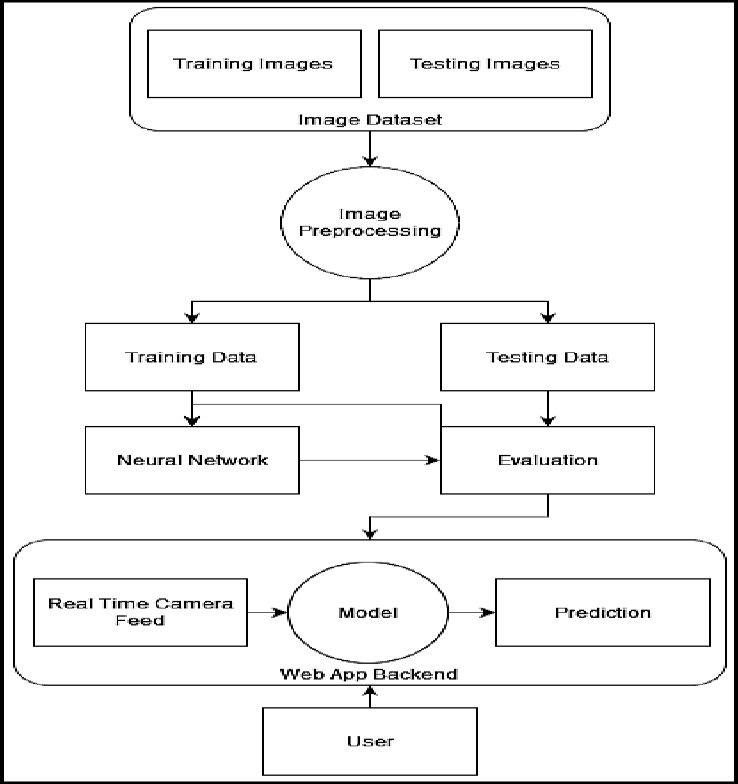 Training Images
Testing Images
Image Dataset
Image
Preprocessing
Training Data
Testing Data
Neural Network
Evaluation
Real Time Camera
Feed
Model
Prediction
Web App Backend
User